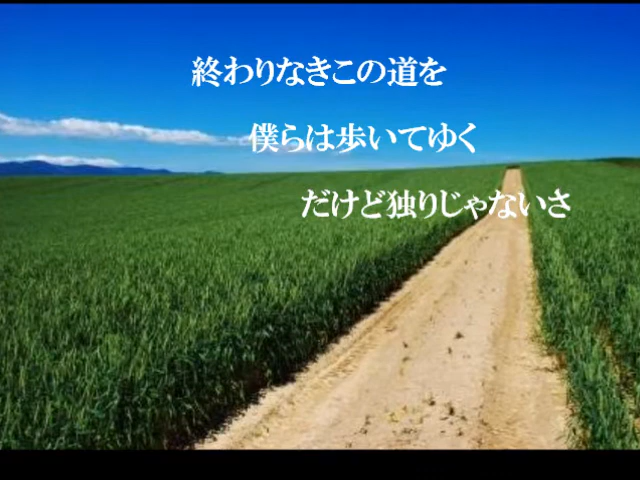 終わりなきこの道を
僕らは歩いてゆく
だけど独りじゃないさ